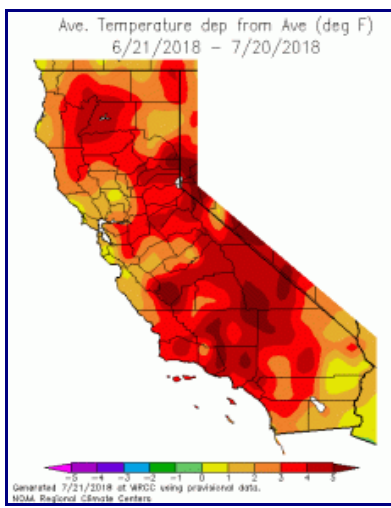 Ave. Temperature dep from Ave (deg F)
6/21/2018 – 7/20/2018
-5 -4 -3 -2 -1 0 1 2 3 4 5
Generated 7/21/2018 at WRCC using provisional data.
NOAA Regional Climate Centers